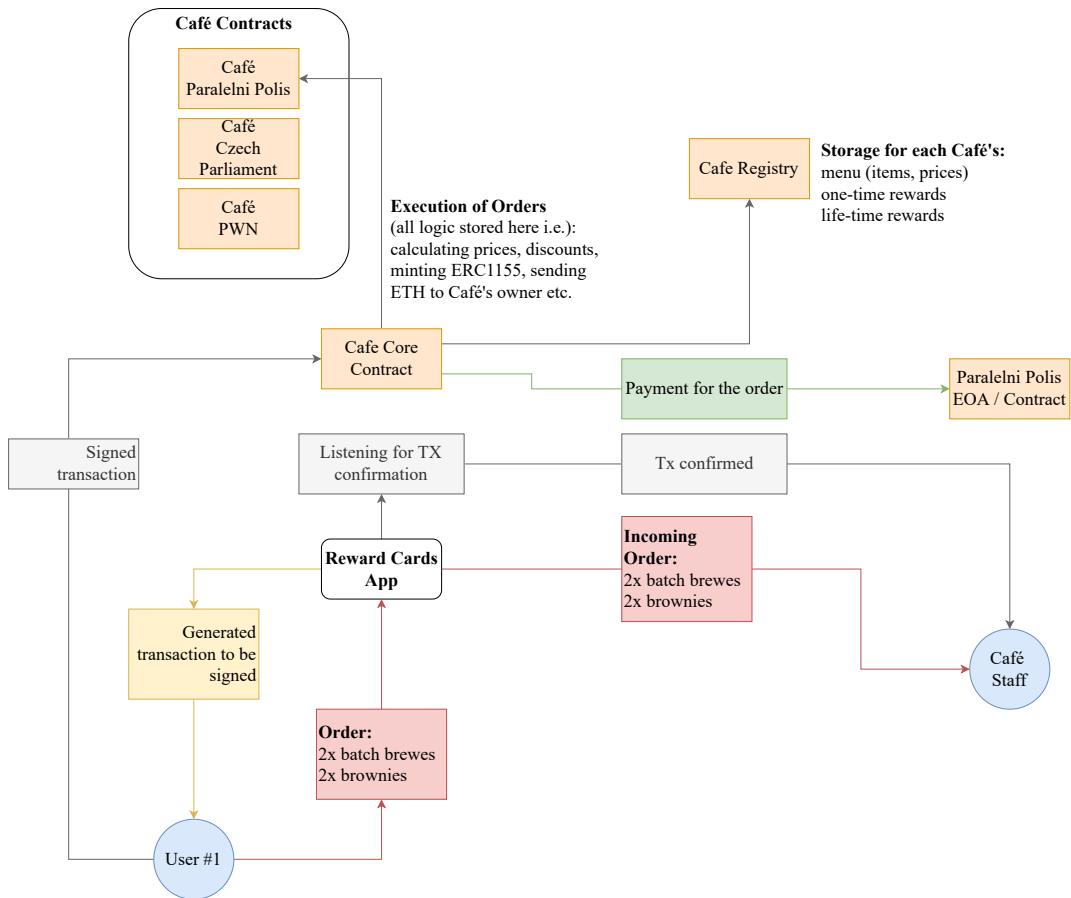 Café Contracts
Café
Paralelni Polis
Café
Czech
Parliament
Café
PWN
Cafe Registry
Storage for each Café's:
menu (items, prices)
one-time rewards
life-time rewards
Execution of Orders
(all logic stored here i.e.):
calculating prices, discounts,
minting ERC1155, sending
ETH to Café's owner etc.
Cafe Core
Contract
Payment for the order
Paralelni Polis
EOA / Contract
Signed
transaction
Listening for TX
confirmation
Tx confirmed
Reward Cards
App
Incoming
Order:
2x batch brewes
2x brownies
Generated
transaction to be
signed
Café
Staff
Order:
2x batch brewes
2x brownies
User #1